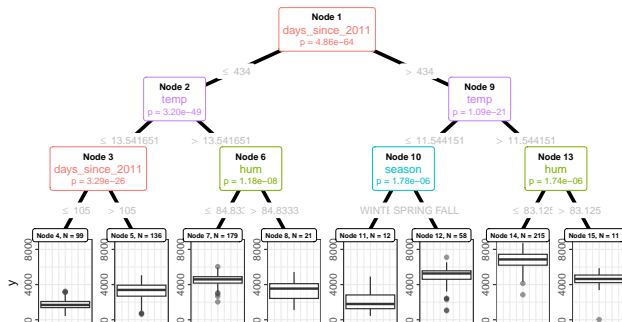 Node 1
days_since_2011
p = 4.86e−64
≤ 434
> 434
Node 2
temp
p = 3.20e−49
Node 9
temp
p = 1.09e−21
≤ 13.541651
> 13.541651
≤ 11.544151
> 11.544151
Node 3
days_since_2011
p = 3.29e−26
Node 6
hum
p = 1.18e−08
Node 10
season
p = 1.78e−06
Node 13
hum
p = 1.74e−06
≤ 105
> 105
≤ 84.833
> 84.8333
WINTE SPRING FALL
≤ 83.125
> 83.125
Node 4, N = 99
Node 5, N = 136
Node 7, N = 179
Node 8, N = 21
Node 11, N = 12
Node 12, N = 58
Node 14, N = 215
Node 15, N = 11
y
8000
4000
0
8000
4000
0
8000
4000
0
8000
4000
0
8000
4000
0
8000
4000
0
8000
4000
0
8000
4000
0